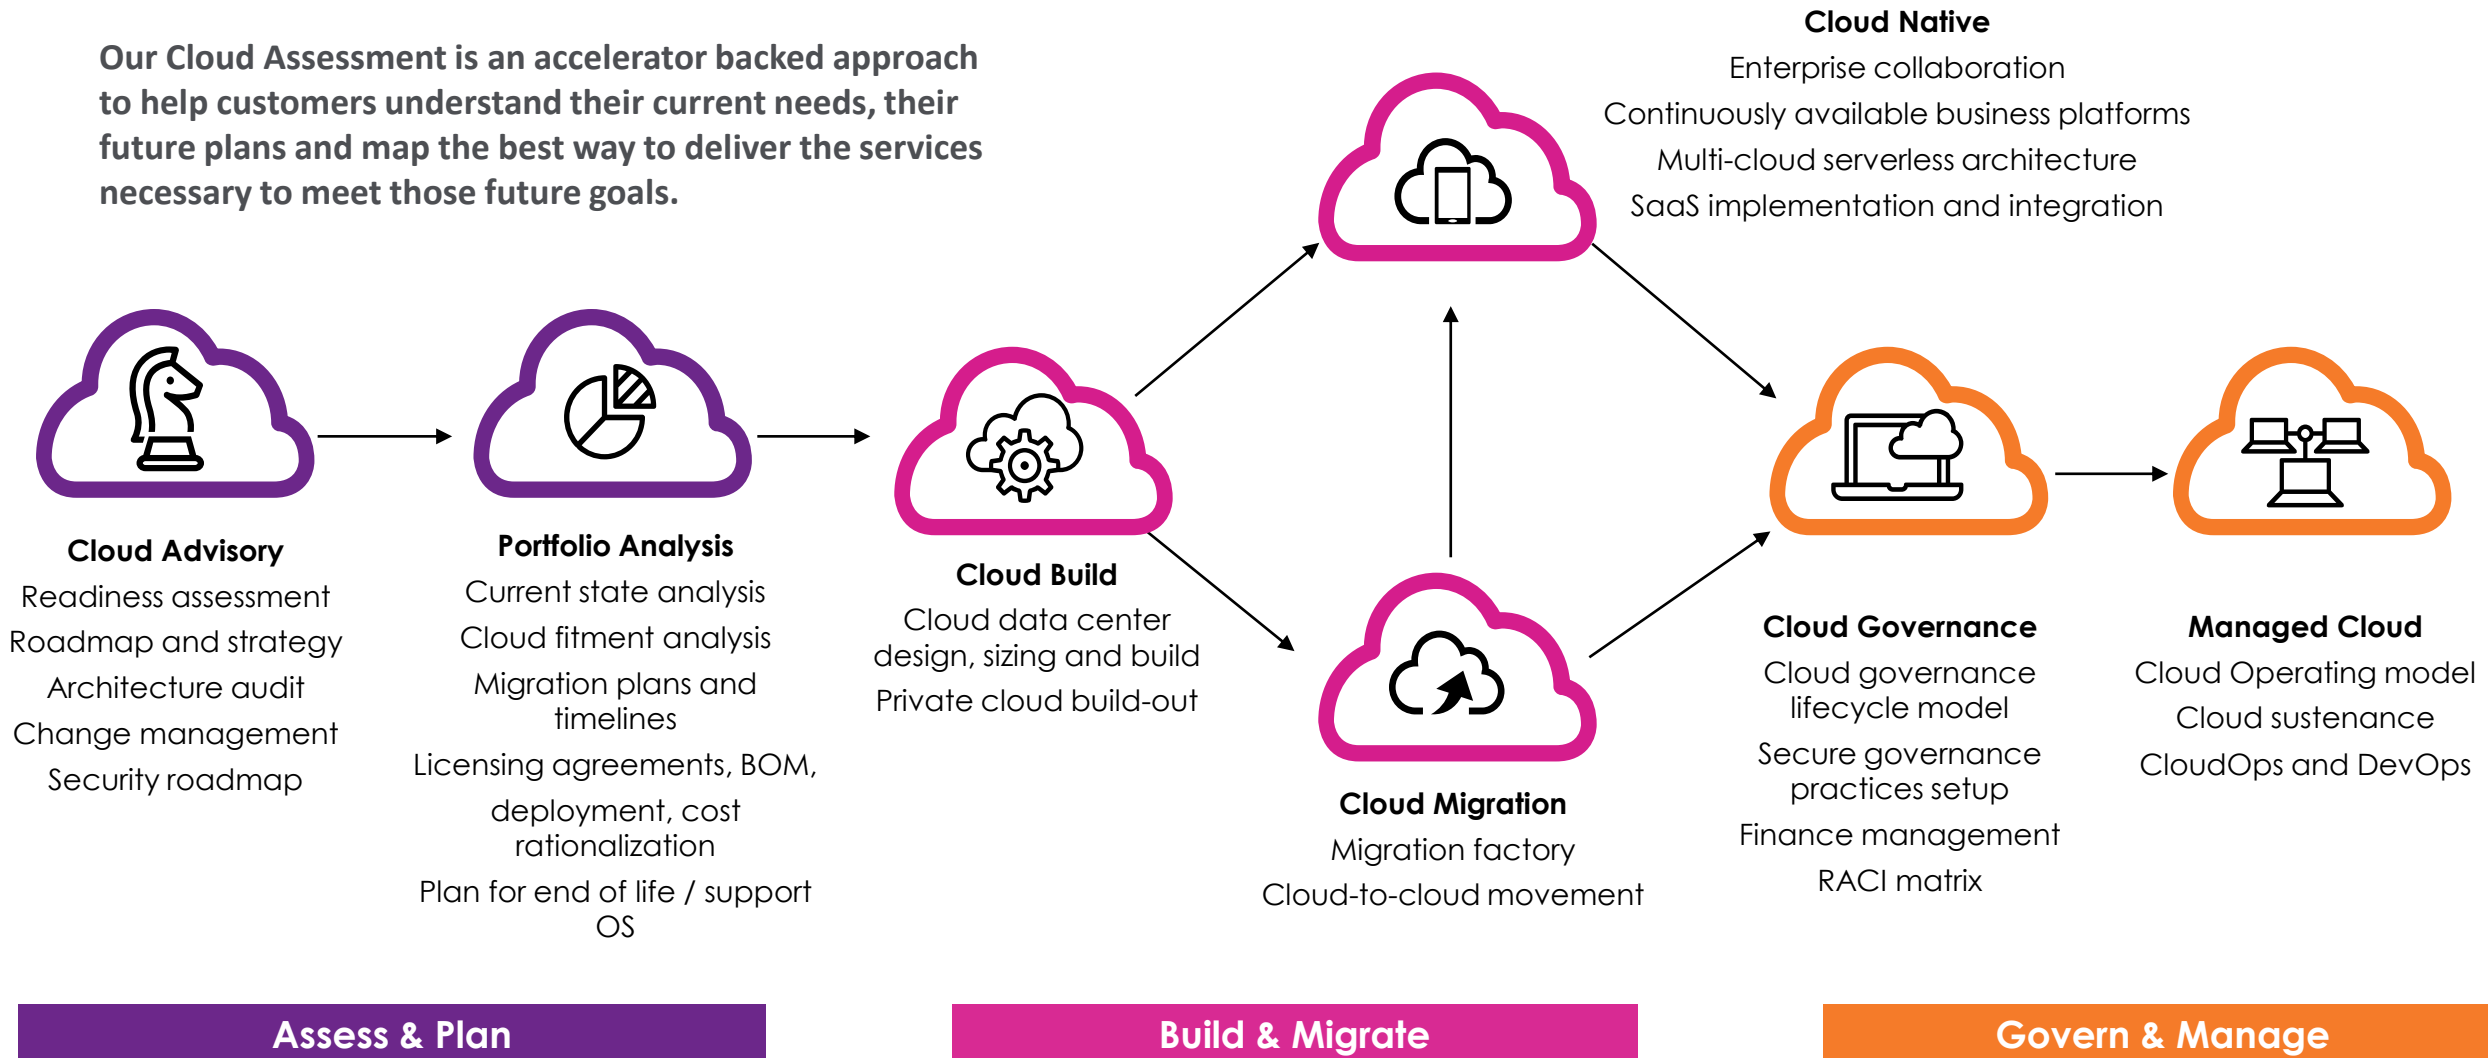 Our Cloud Assessment is an accelerator backed approach
to help customers understand their current needs, their
future plans and map the best way to deliver the services
necessary to meet those future goals.
Cloud Native
Enterprise collaboration
Continuously available business platforms
Multi-cloud serverless architecture
SaaS implementation and integration
Cloud Advisory
Readiness assessment
Roadmap and strategy
Architecture audit
Change management
Security roadmap
Portfolio Analysis
Current state analysis
Cloud fitment analysis
Migration plans and
timelines
Licensing agreements, BOM,
deployment, cost
rationalization
Plan for end of life / support
OS
Cloud Build
Cloud data center
design, sizing and build
Private cloud build-out
Cloud Migration
Migration factory
Cloud-to-cloud movement
Cloud Governance
Cloud governance
lifecycle model
Secure governance
practices setup
Finance management
RACI matrix
Managed Cloud
Cloud Operating model
Cloud sustenance
CloudOps and DevOps
Assess & Plan
Build & Migrate
Govern & Manage